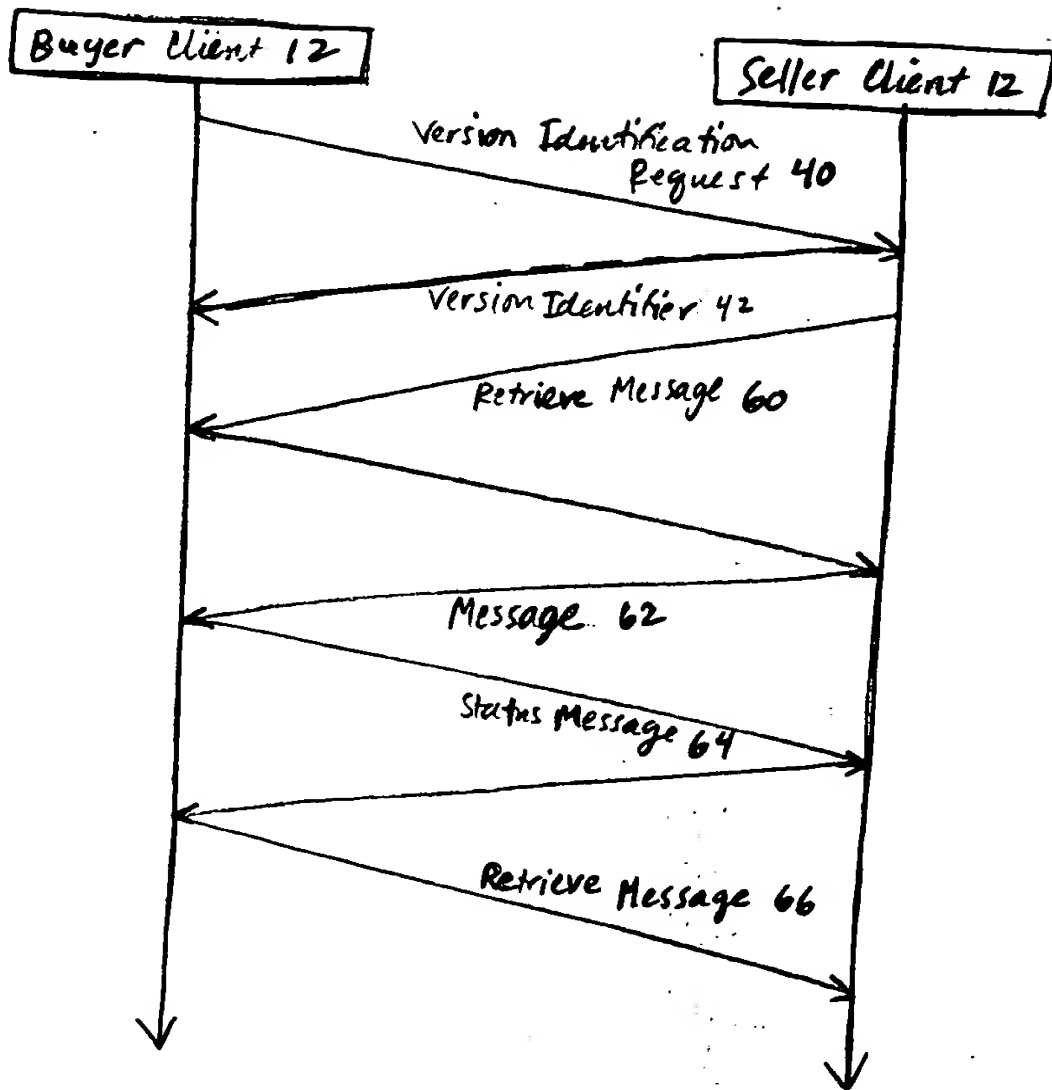 Buyer Client 12
Seller Client 12
Version Identification
Request 40
Version Identifier 42
Retrieve Message 60
Message 62
Status Message 64
Retrieve Message 66